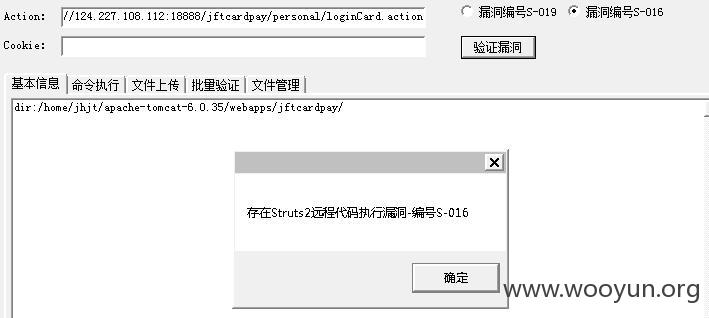 Action: //124.227.108.112:18888/jftcardpay/personal/loginCard.action 漏洞编号S-019 漏洞编号S-016
Cookie: 验证漏洞
基本信息 命令执行 文件上传 批量验证 文件管理
dir:/home/jhjt/apache-tomcat-6.0.35/webapps/jftcardpay/
存在Struts2远程代码执行漏洞-编号S-016
确定
www.wooyun.org